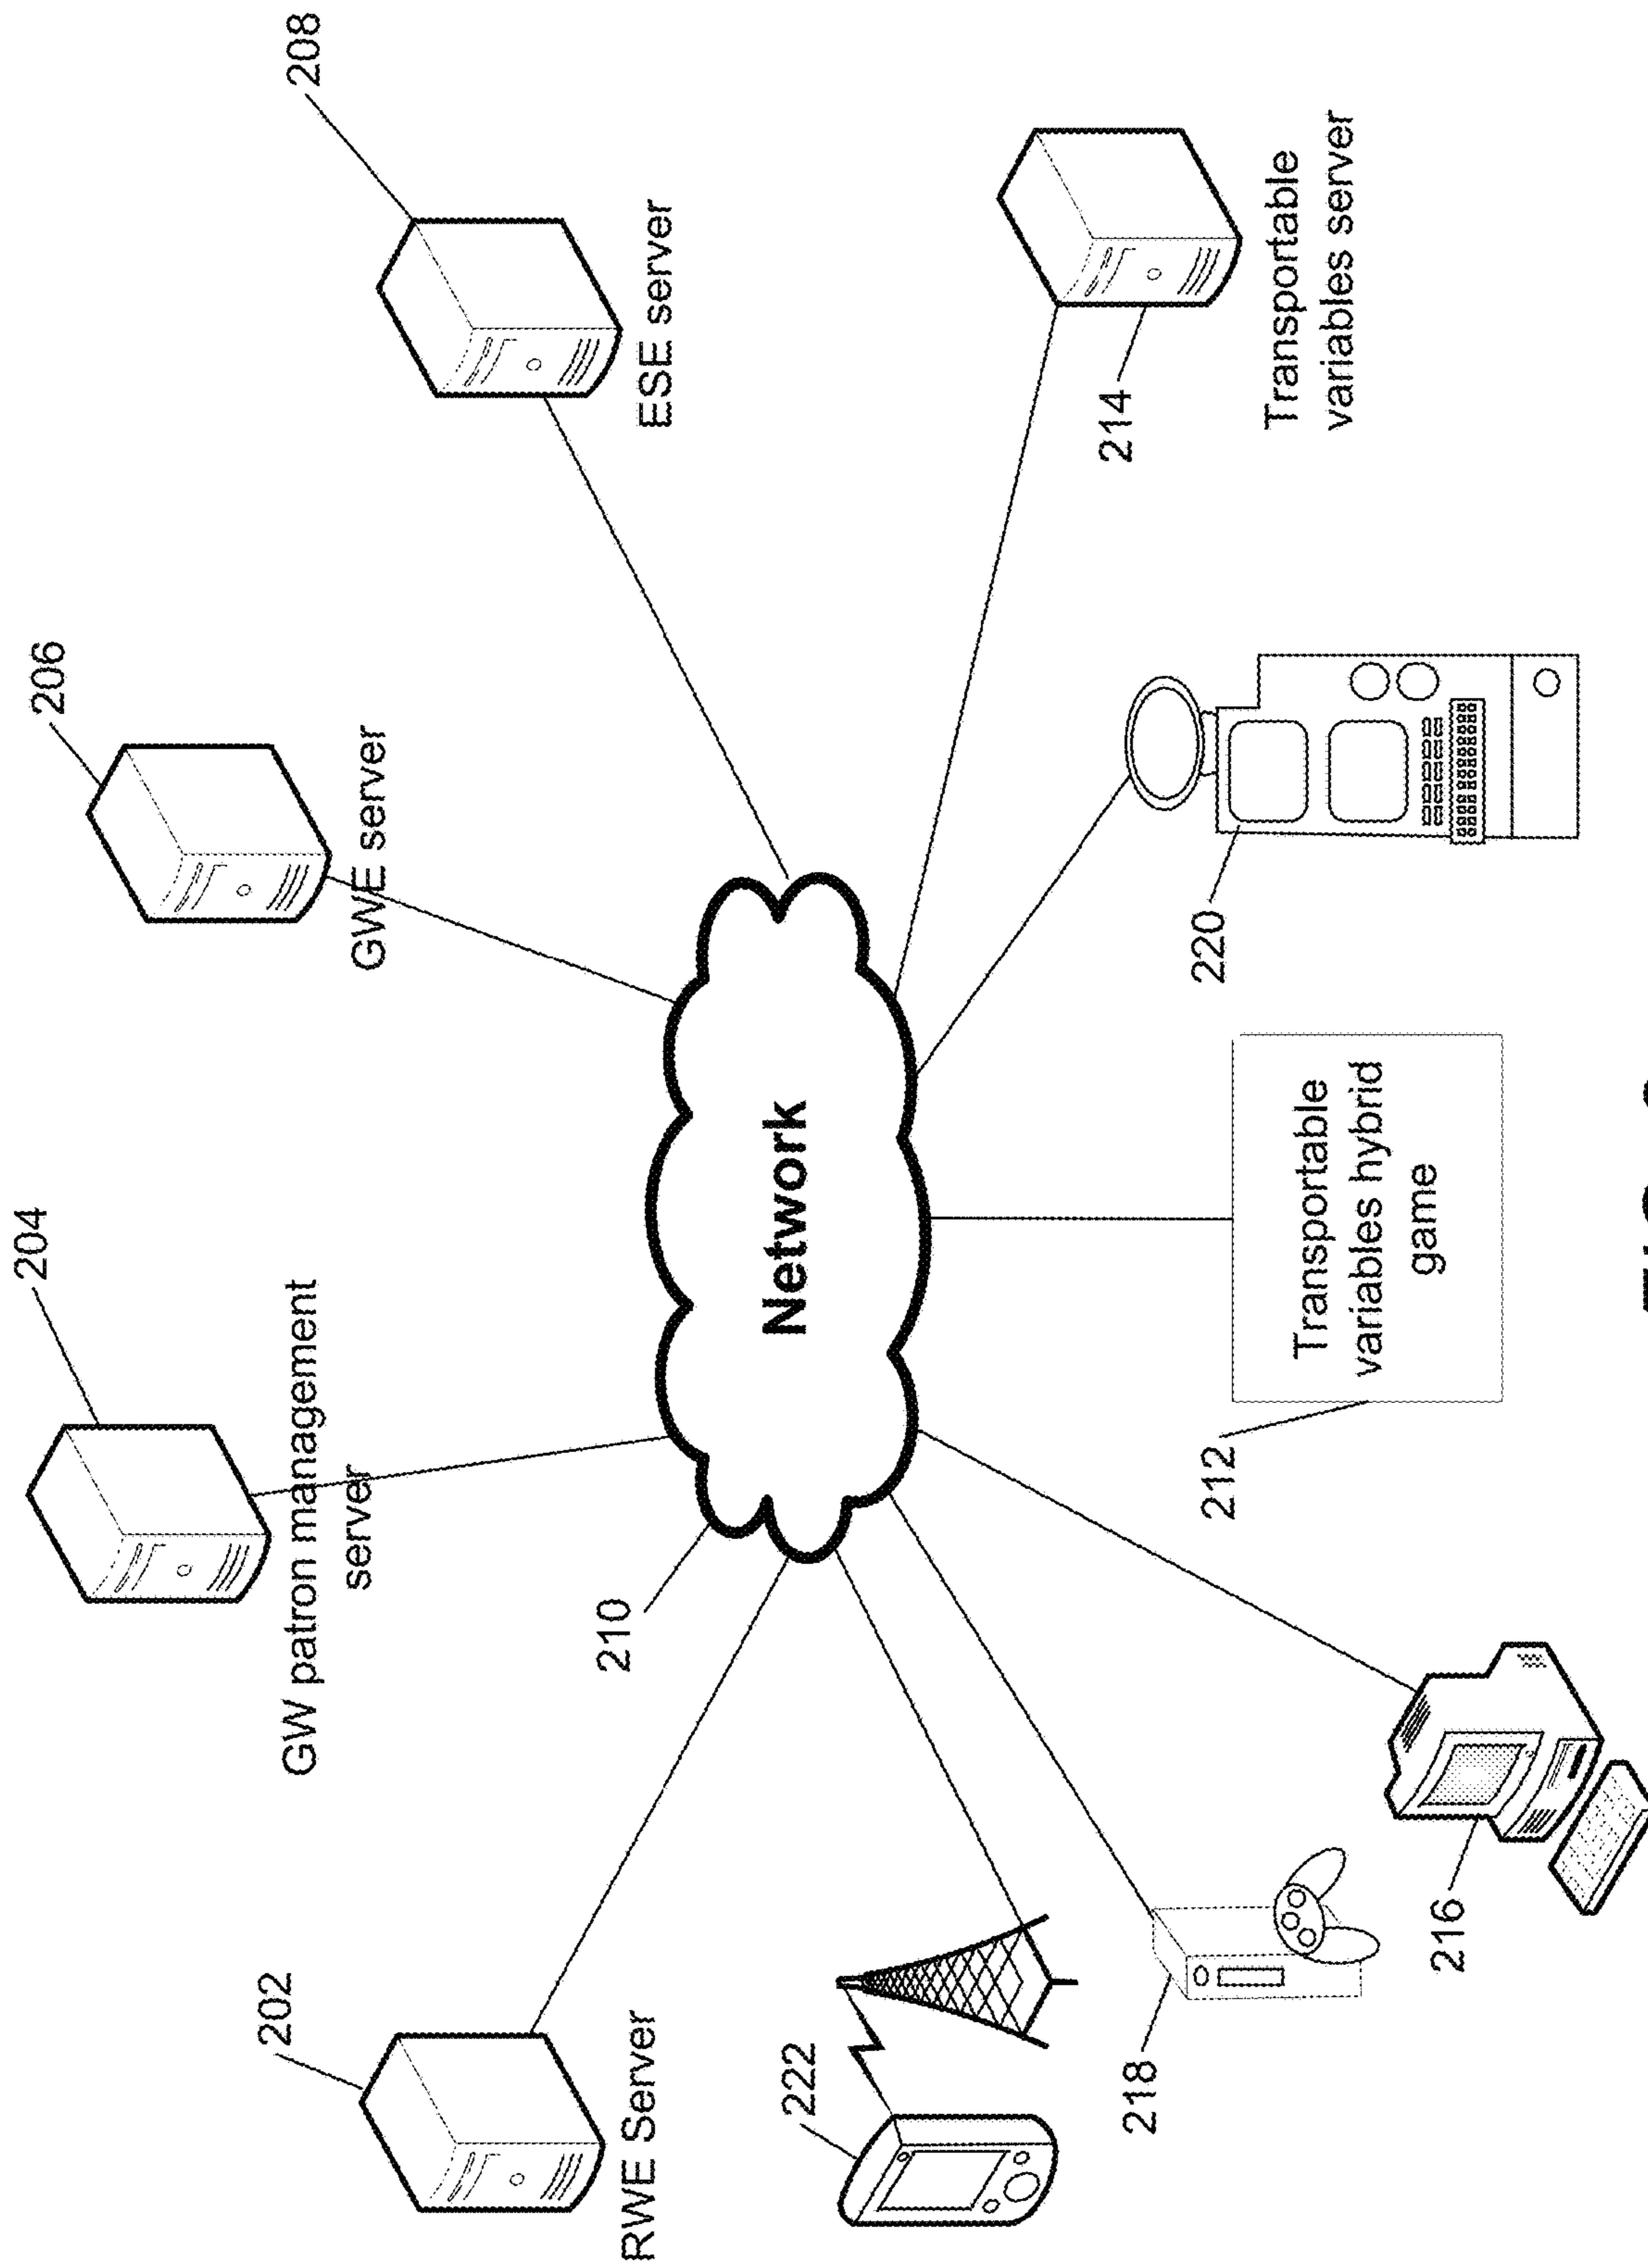 204
206
202
208
GW patron management
server
GWE server
210
RWE Server
ESE server
Network
222
214
218
212
220
Transportable
variables server
Transportable
variables hybrid
game
216